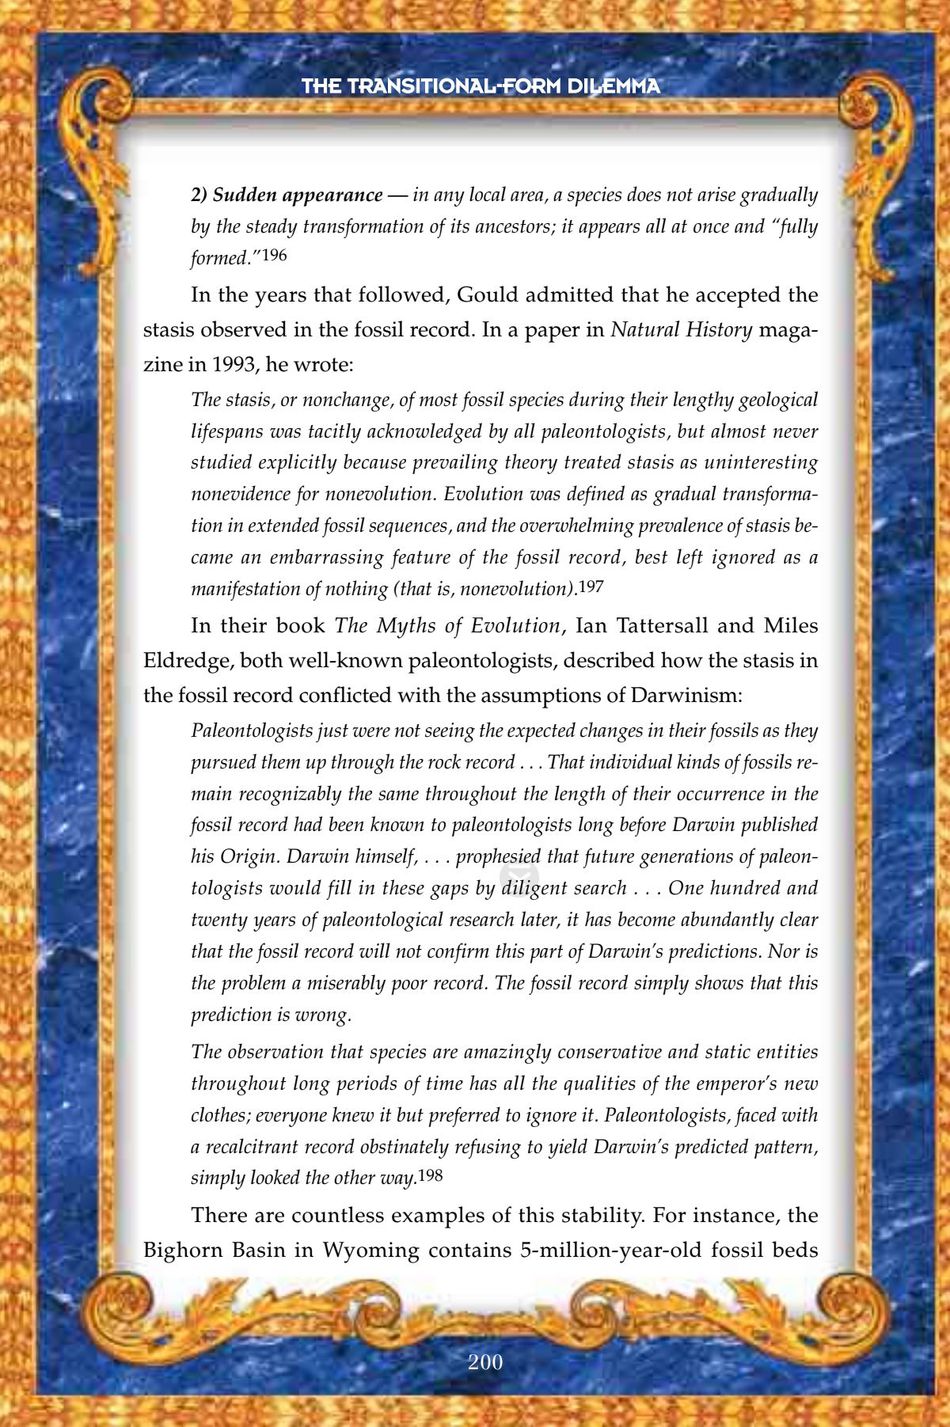 THE TRANSITIONAL-FORM DILEMMA
2) Sudden appearance — in any local area, a species does not arise gradually
by the steady transformation of its ancestors; it appears all at once and “fully
formed.”196
In the years that followed, Gould admitted that he accepted the
stasis observed in the fossil record. In a paper in Natural History maga-
zine in 1993, he wrote:
The stasis, or nonchange, of most fossil species during their lengthy geological
lifespans was tacitly acknowledged by all paleontologists, but almost never
studied explicitly because prevailing theory treated stasis as uninteresting
nonevidence for nonevolution. Evolution was defined as gradual transforma-
tion in extended fossil sequences, and the overwhelming prevalence of stasis be-
came an embarrassing feature of the fossil record, best left ignored as a
manifestation of nothing (that is, nonevolution).197
In their book The Myths of Evolution, Ian Tattersall and Miles
Eldredge, both well-known paleontologists, described how the stasis in
the fossil record conflicted with the assumptions of Darwinism:
Paleontologists just were not seeing the expected changes in their fossils as they
pursued them up through the rock record . . . That individual kinds of fossils re-
main recognizably the same throughout the length of their occurrence in the
fossil record had been known to paleontologists long before Darwin published
his Origin. Darwin himself, . . . prophesied that future generations of paleon-
tologists would fill in these gaps by diligent search . . . One hundred and
twenty years of paleontological research later, it has become abundantly clear
that the fossil record will not confirm this part of Darwin’s predictions. Nor is
the problem a miserably poor record. The fossil record simply shows that this
prediction is wrong.
The observation that species are amazingly conservative and static entities
throughout long periods of time has all the qualities of the emperor’s new
clothes; everyone knew it but preferred to ignore it. Paleontologists, faced with
a recalcitrant record obstinately refusing to yield Darwin’s predicted pattern,
simply looked the other way.198
There are countless examples of this stability. For instance, the
Bighorn Basin in Wyoming contains 5-million-year-old fossil beds
200